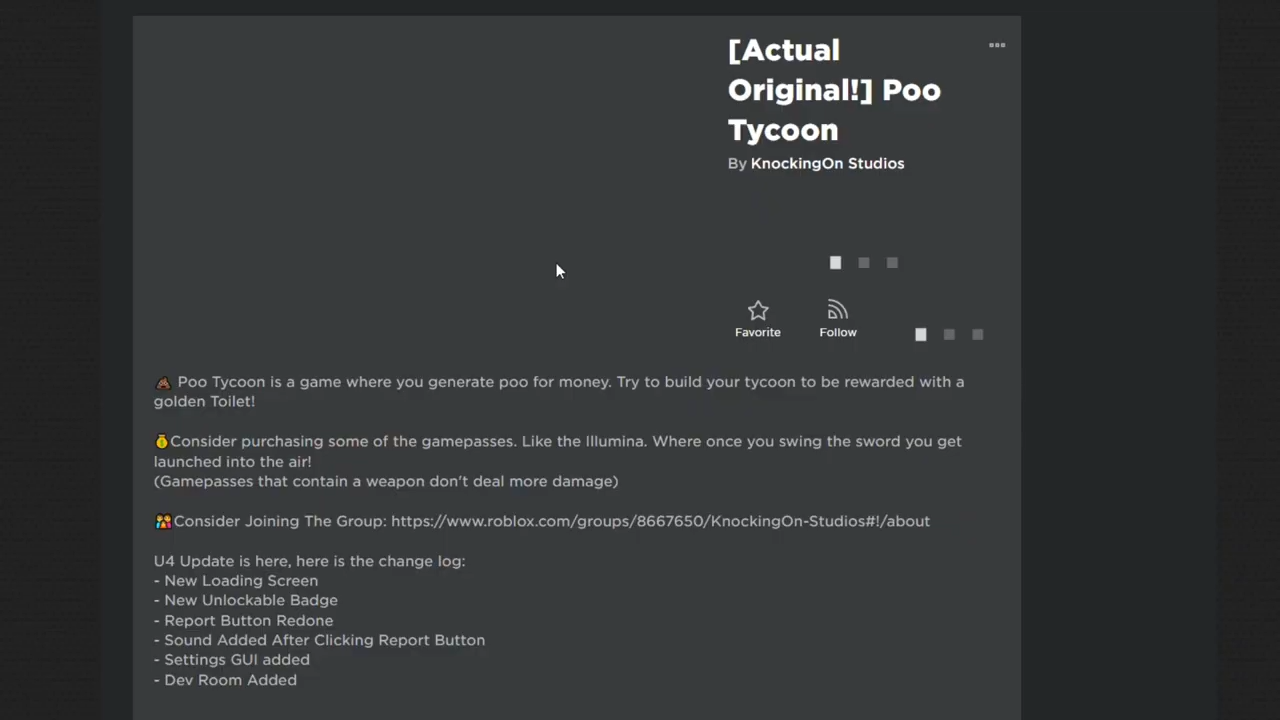 [Actual
Original!] Poo
Tycoon
By KnockingOn Studios
Favorite
Follow
💩 Poo Tycoon is a game where you generate poo for money. Try to build your tycoon to be rewarded with a
golden Toilet!
💰Consider purchasing some of the gamepasses. Like the Illumina. Where once you swing the sword you get
launched into the air!
(Gamepasses that contain a weapon don't deal more damage)
👫Consider Joining The Group: https://www.roblox.com/groups/8667650/KnockingOn-Studios#!/about
U4 Update is here, here is the change log:
- New Loading Screen
- New Unlockable Badge
- Report Button Redone
- Sound Added After Clicking Report Button
- Settings GUI added
- Dev Room Added